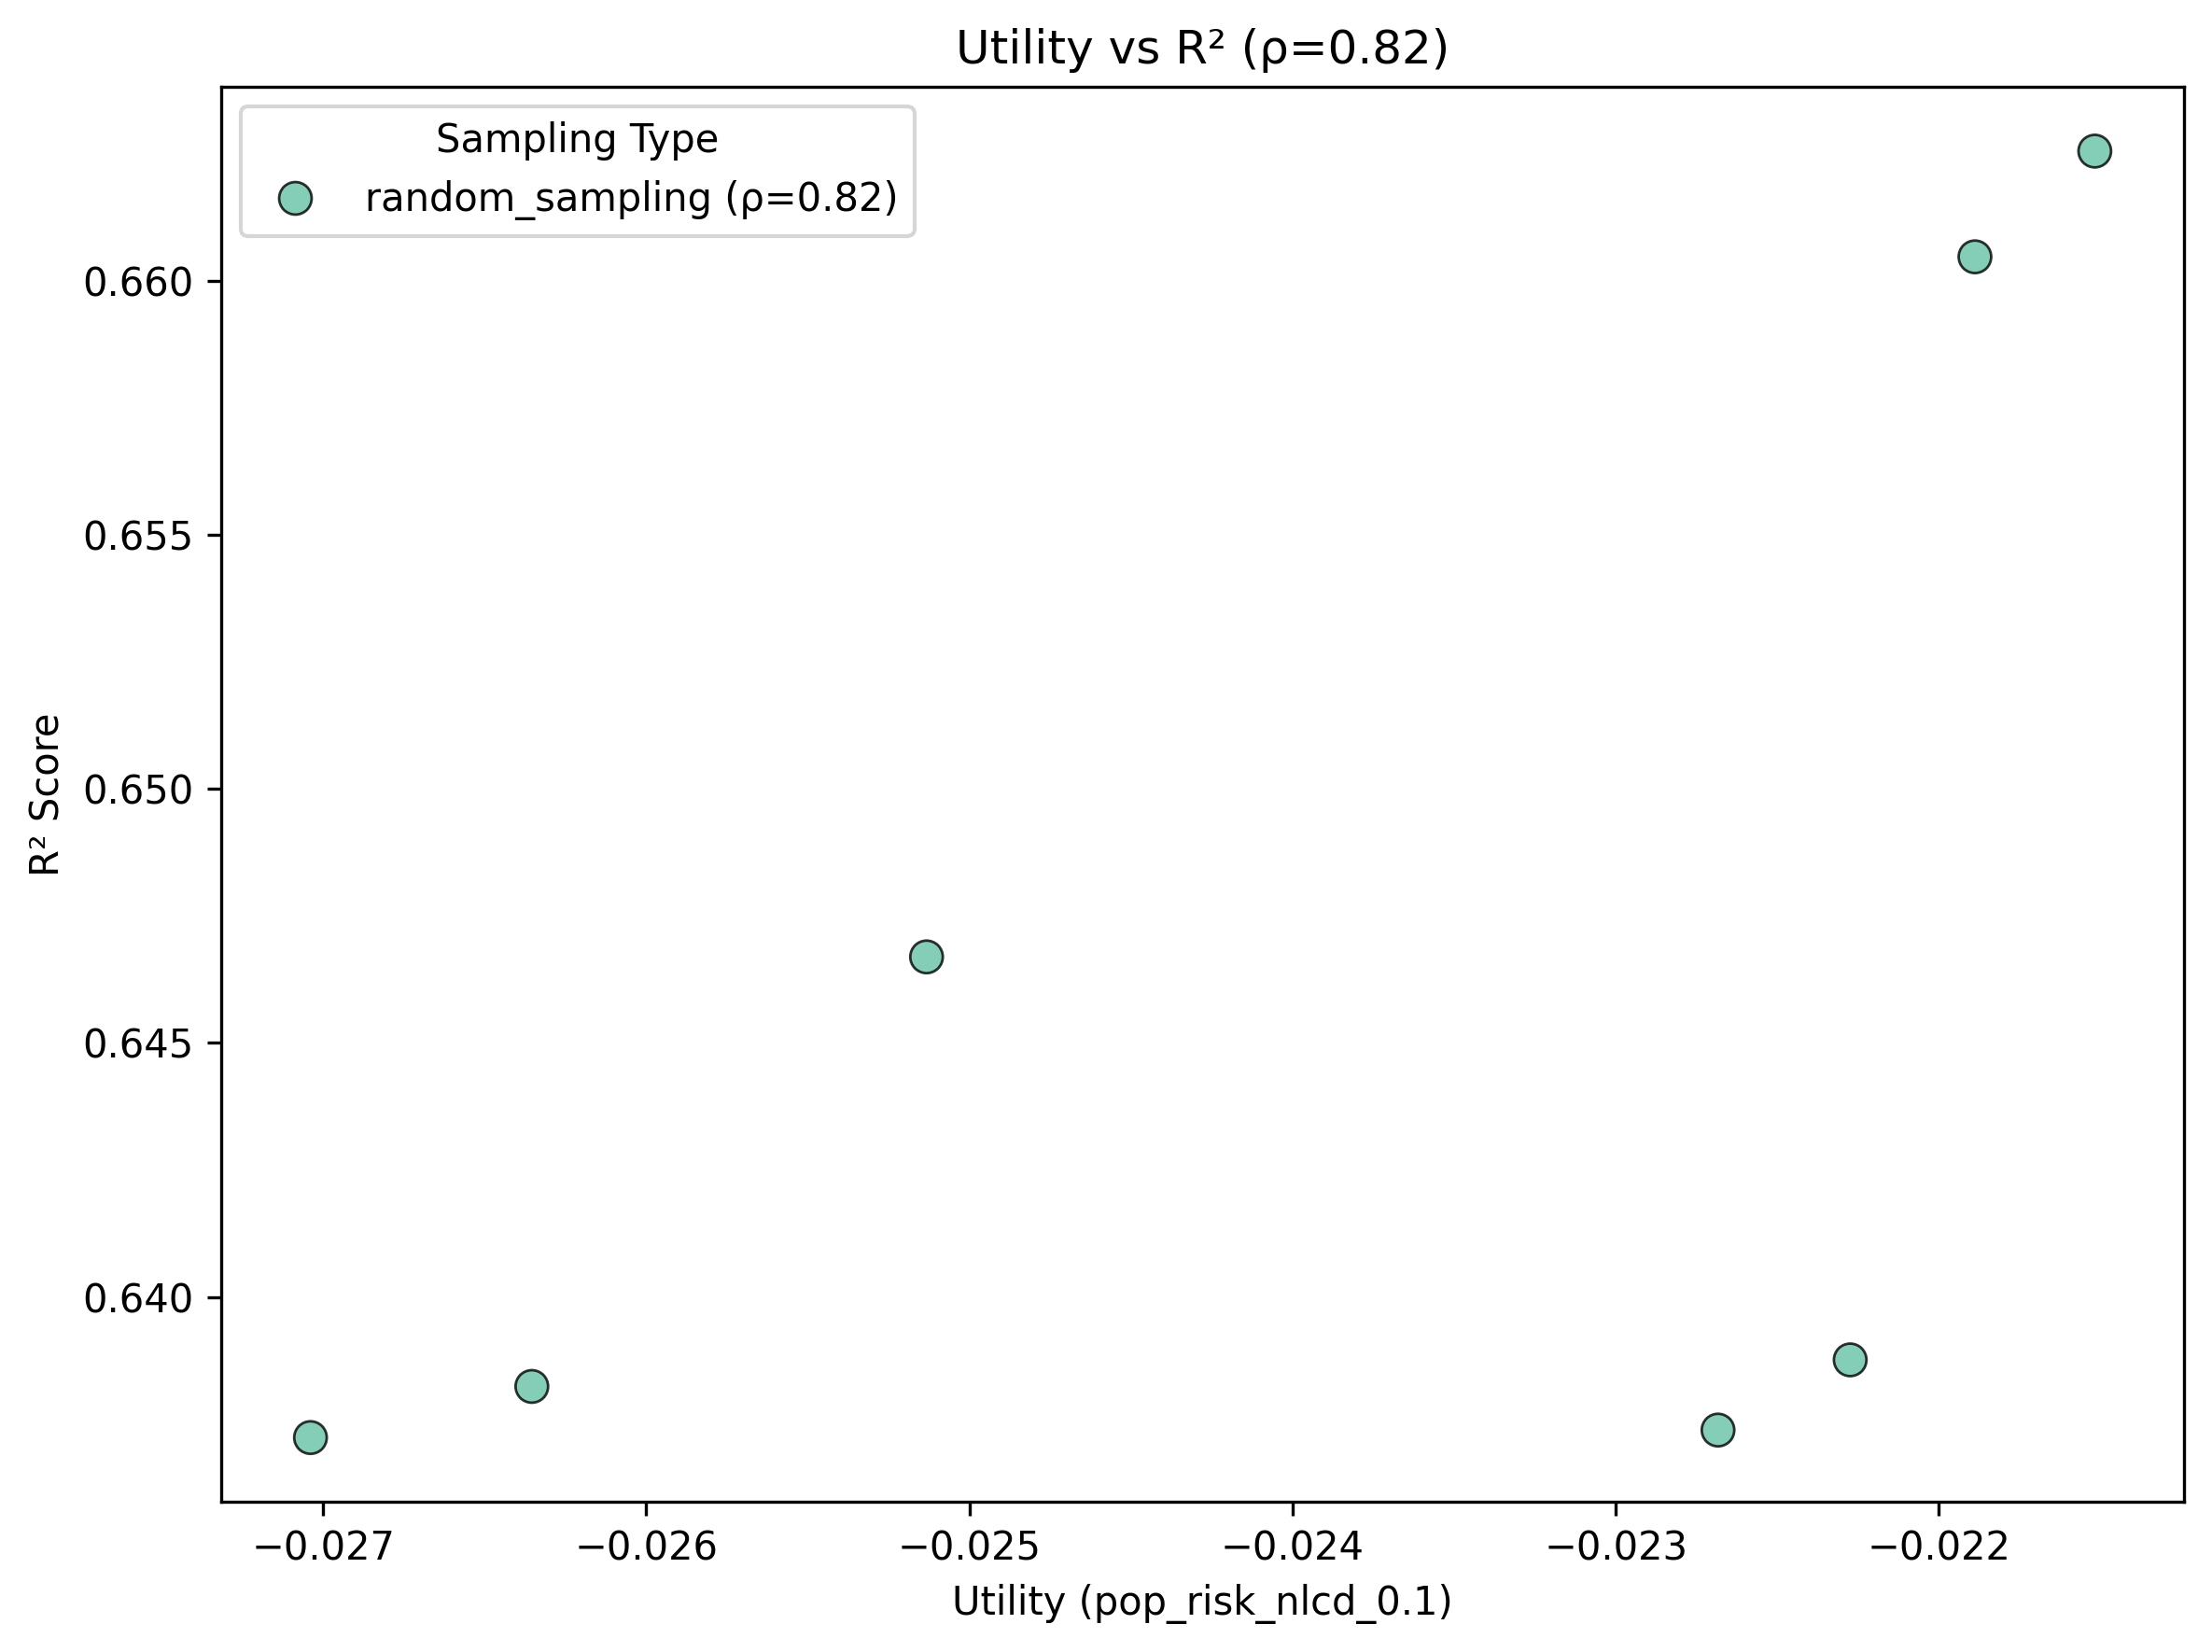 Utility vs R² (ρ=0.82)
Sampling Type
random_sampling (ρ=0.82)
R² Score
0.660
0.655
0.650
0.645
0.640
−0.027
−0.026
−0.025
−0.024
−0.023
−0.022
Utility (pop_risk_nlcd_0.1)